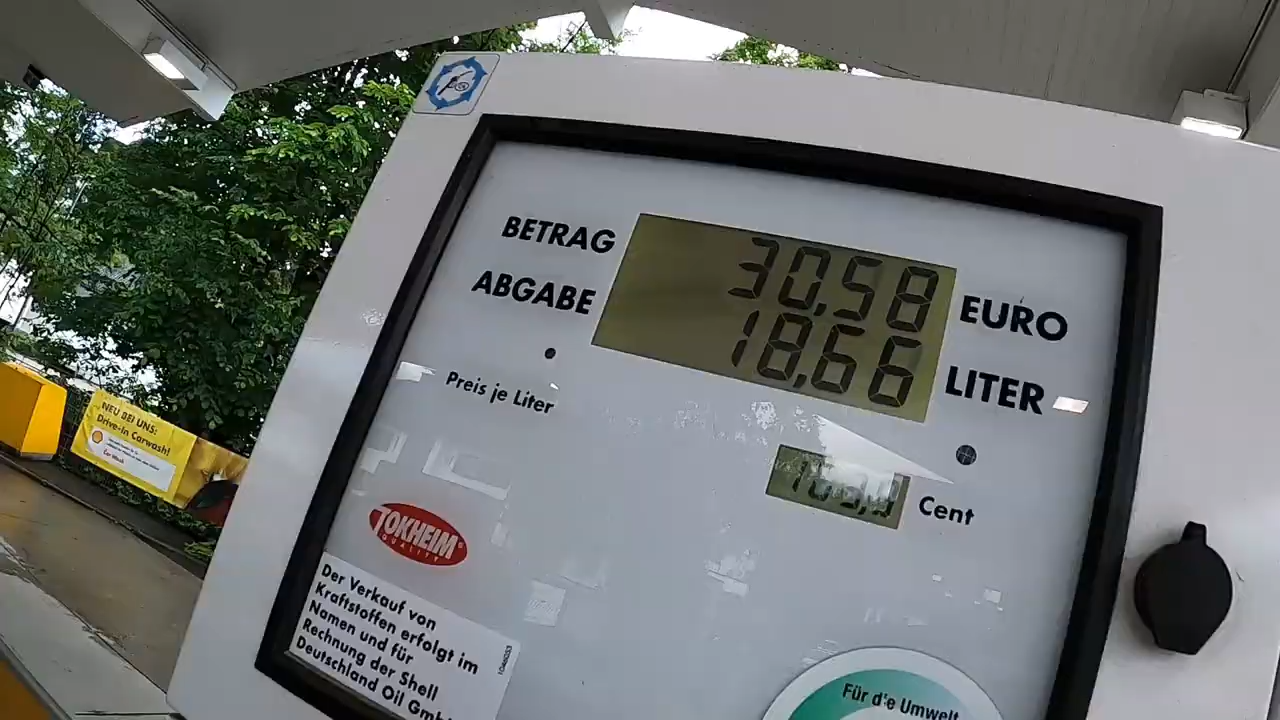 BETRAG 30,58 EURO
ABGABE 18,66 LITER
Preis je Liter
Cent
TOKHEIM
QUALITY
Der Verkauf von
Kraftstoffen erfolgt im
Namen und für
Rechnung der Shell
Deutschland Oil GmbH
Für die Umwelt
NEU BEI UNS:
Drive-In Carwash!